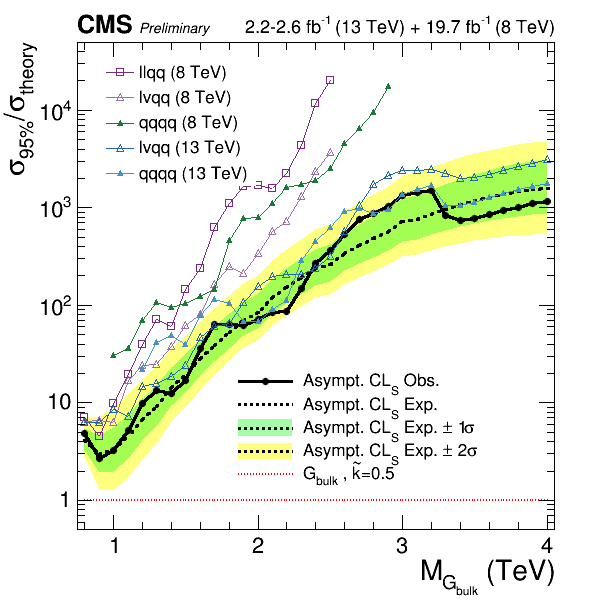 CMS Preliminary 2.2-2.6 fb⁻¹ (13 TeV) + 19.7 fb⁻¹ (8 TeV)
σ95%/σtheory
llqq (8 TeV)
lνqq (8 TeV)
qqqq (8 TeV)
lνqq (13 TeV)
qqqq (13 TeV)
10⁴
10³
10²
10
1
Asympt. CLS Obs.
Asympt. CLS Exp.
Asympt. CLS Exp. ± 1σ
Asympt. CLS Exp. ± 2σ
Gbulk , k̃=0.5
1 2 3 4
MGbulk (TeV)